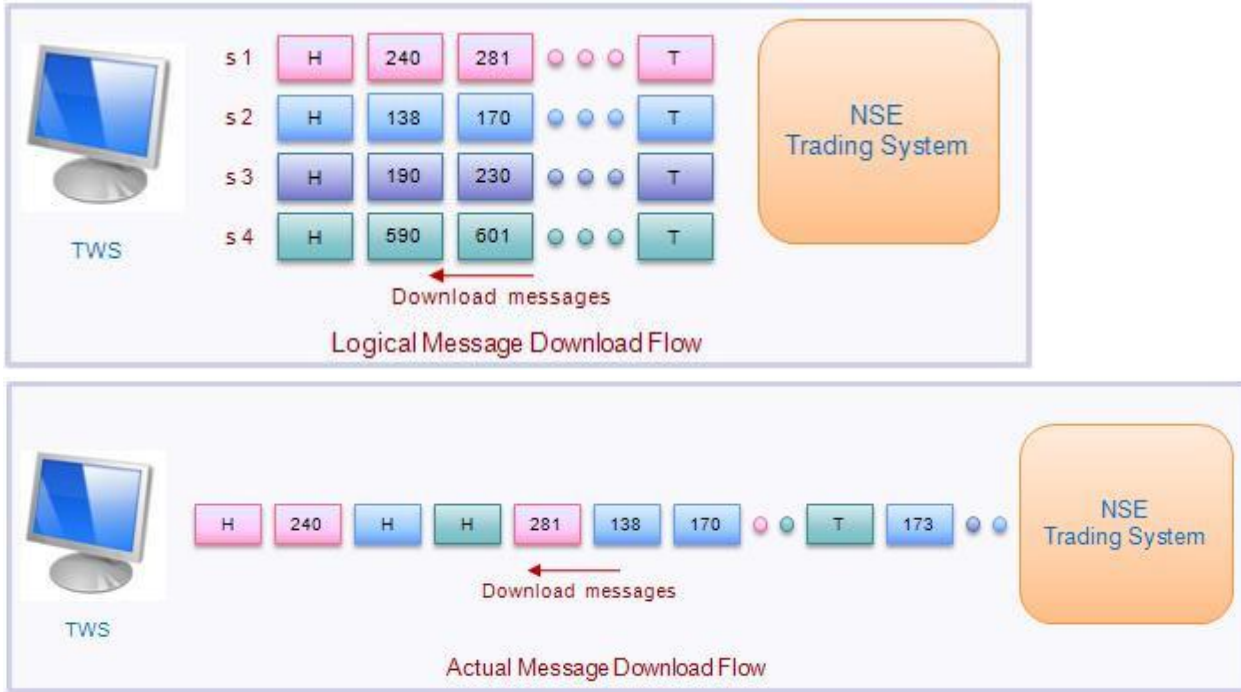 s 1 H 240 281 T
s 2 H 138 170 T
s 3 H 190 230 T
s 4 H 590 601 T
TWS
NSE
Trading System
Download messages
Logical Message Download Flow
H 240 H H 281 138 170 T 173
TWS
NSE
Trading System
Download messages
Actual Message Download Flow